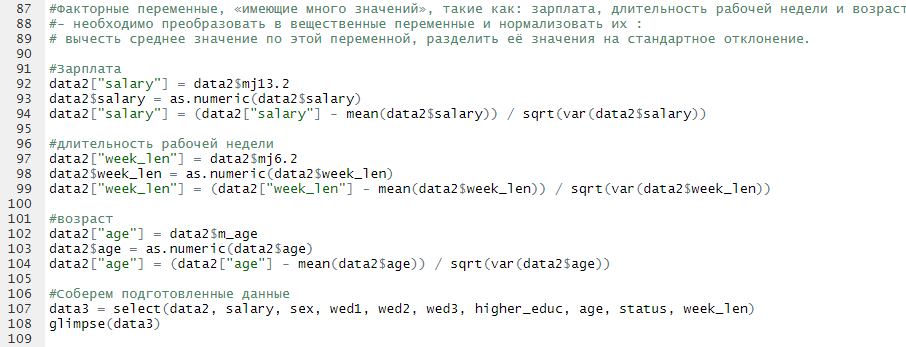 87 #Факторные переменные, «имеющие много значений», такие как: зарплата, длительность рабочей недели и возраст
88 #- необходимо преобразовать в вещественные переменные и нормализовать их :
89 # вычесть среднее значение по этой переменной, разделить её значения на стандартное отклонение.
90
91 #Зарплата
92 data2["salary"] = data2$mj13.2
93 data2$salary = as.numeric(data2$salary)
94 data2["salary"] = (data2["salary"] - mean(data2$salary)) / sqrt(var(data2$salary))
95
96 #длительность рабочей недели
97 data2["week_len"] = data2$mj6.2
98 data2$week_len = as.numeric(data2$week_len)
99 data2["week_len"] = (data2["week_len"] - mean(data2$week_len)) / sqrt(var(data2$week_len))
100
101 #возраст
102 data2["age"] = data2$m_age
103 data2$age = as.numeric(data2$age)
104 data2["age"] = (data2["age"] - mean(data2$age)) / sqrt(var(data2$age))
105
106 #Соберем подготовленные данные
107 data3 = select(data2, salary, sex, wed1, wed2, wed3, higher_educ, age, status, week_len)
108 glimpse(data3)
109